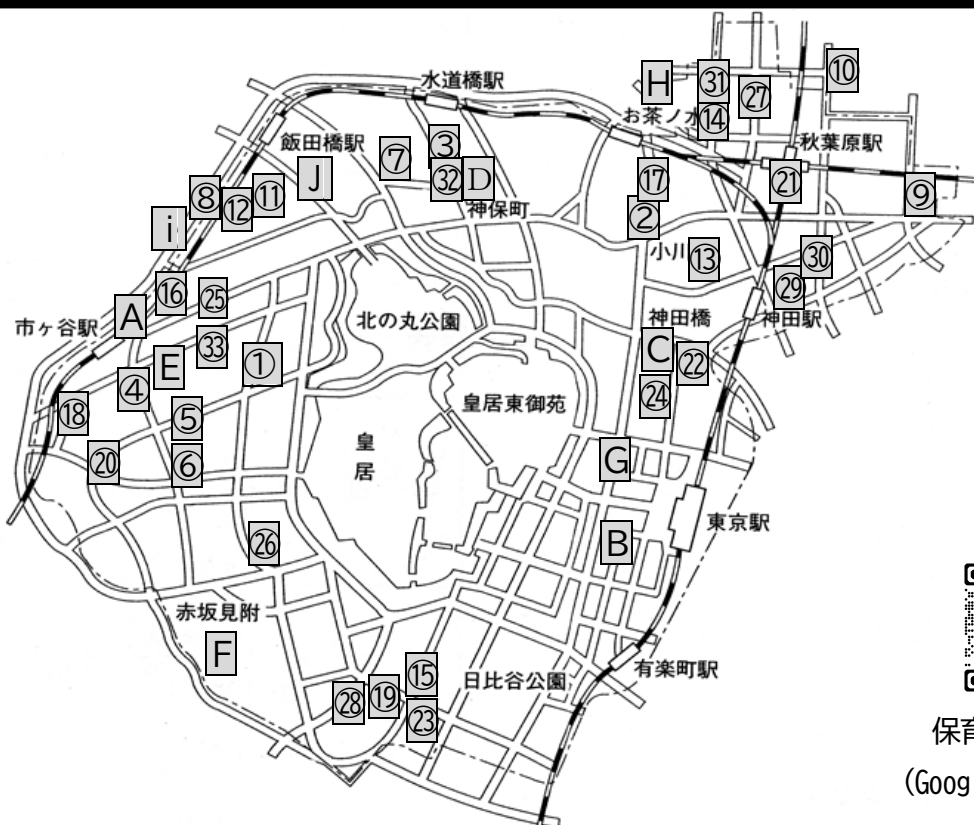 水道橋駅
H
㉛
⑩
㉗
お茶ノ水
⑭
飯田橋駅
③
秋葉原駅
⑦
J
㉜
D
⑰
㉑
⑧
⑫
⑪
⑨
神保町
②
i
小川
⑬
㉚
⑯
㉕
㉙
市ヶ谷駅
A
北の丸公園
神田橋
神田駅
㉝
①
C
㉒
④
E
㉔
皇居東御苑
⑱
⑤
皇
居
⑳
⑥
G
東京駅
㉖
B
赤坂見附
F
有楽町駅
日比谷公園
⑮
㉘
⑲
㉓
保育
(Goog